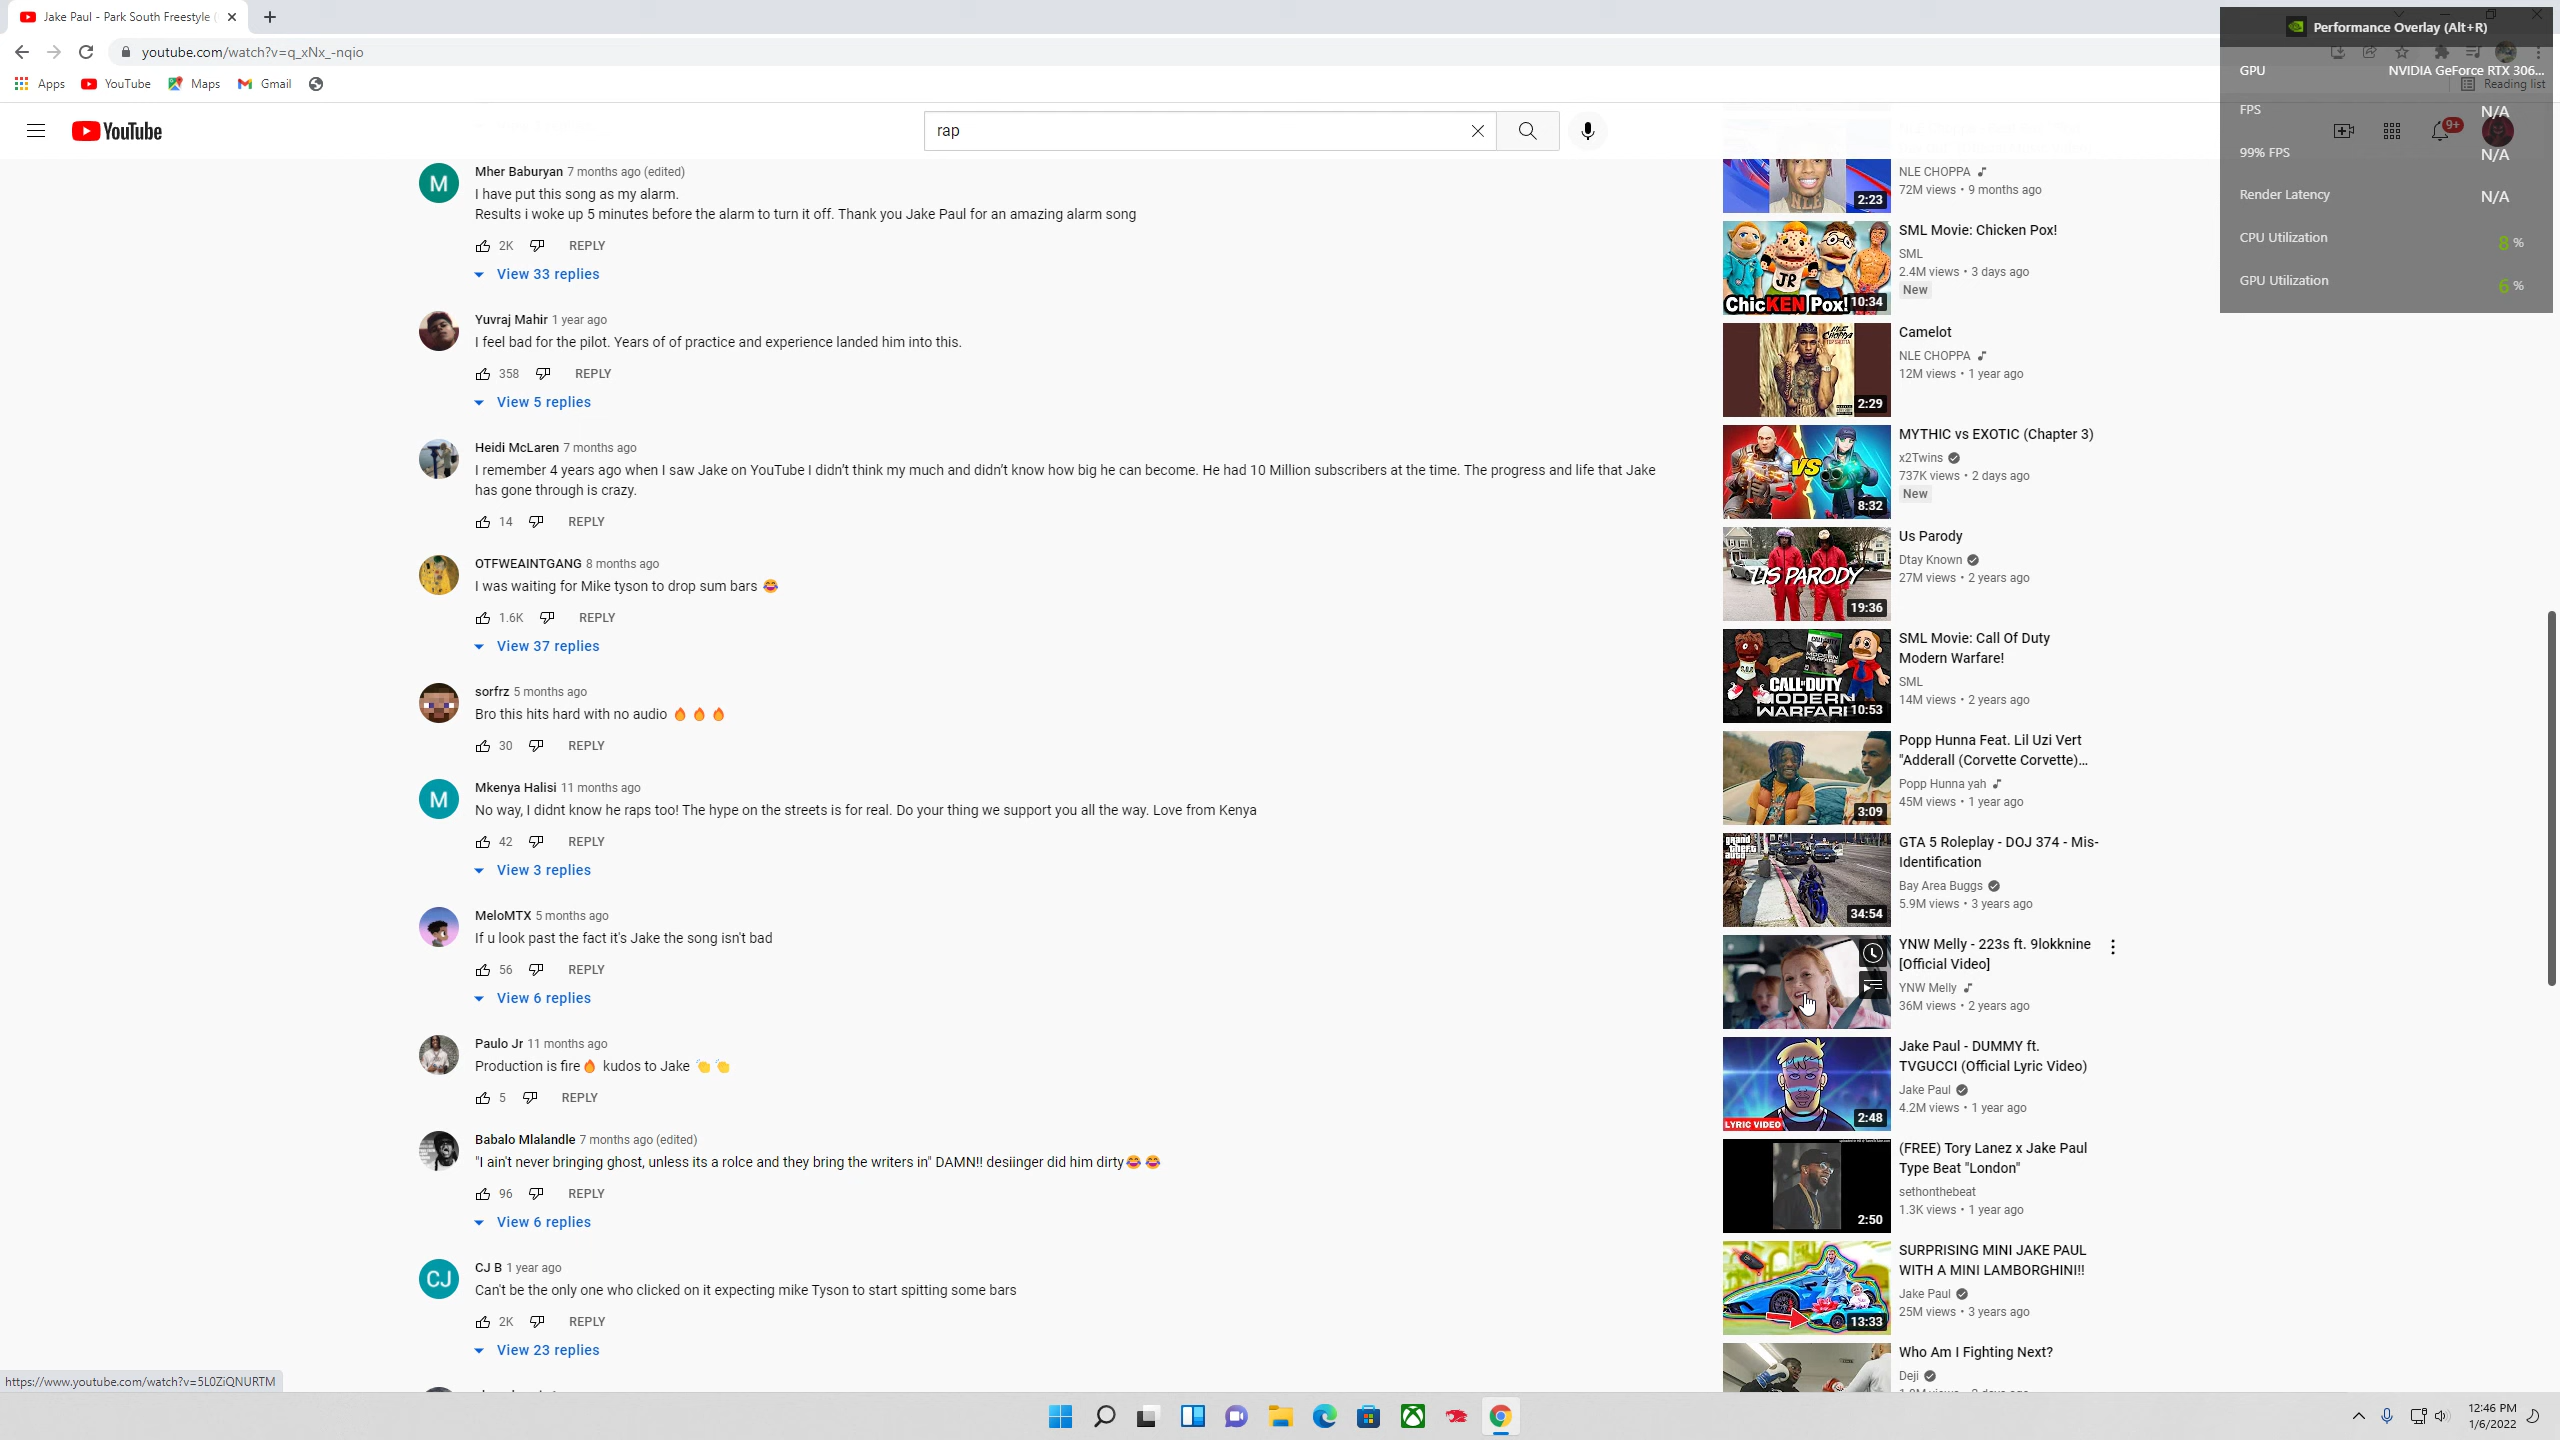 Jake Paul - Park South Freestyle (
youtube.com/watch?v=q_xNx_-nqio
Apps
YouTube
Maps
Gmail
Reading list
Performance Overlay (Alt+R)
GPU
NVIDIA GeForce RTX 306...
FPS
N/A
99% FPS
N/A
Render Latency
N/A
CPU Utilization
8 %
GPU Utilization
6 %
YouTube
rap
9+
Mher Baburyan 7 months ago (edited)
I have put this song as my alarm.
Results i woke up 5 minutes before the alarm to turn it off. Thank you Jake Paul for an amazing alarm song
2K REPLY
View 33 replies
Yuvraj Mahir 1 year ago
I feel bad for the pilot. Years of of practice and experience landed him into this.
358 REPLY
View 5 replies
Heidi McLaren 7 months ago
I remember 4 years ago when I saw Jake on YouTube I didn't think my much and didn't know how big he can become. He had 10 Million subscribers at the time. The progress and life that Jake
has gone through is crazy.
14 REPLY
OTFWEAINTGANG 8 months ago
I was waiting for Mike tyson to drop sum bars 😂
1.6K REPLY
View 37 replies
sorfrz 5 months ago
Bro this hits hard with no audio 🔥 🔥 🔥
30 REPLY
Mkenya Halisi 11 months ago
No way, I didnt know he raps too! The hype on the streets is for real. Do your thing we support you all the way. Love from Kenya
42 REPLY
View 3 replies
MeloMTX 5 months ago
If u look past the fact it's Jake the song isn't bad
56 REPLY
View 6 replies
Paulo Jr 11 months ago
Production is fire🔥 kudos to Jake 👏 👏
5 REPLY
Babalo Mlalandle 7 months ago (edited)
"I ain't never bringing ghost, unless its a rolce and they bring the writers in" DAMN!! desiinger did him dirty😂 😂
96 REPLY
View 6 replies
CJ B 1 year ago
Can't be the only one who clicked on it expecting mike Tyson to start spitting some bars
2K REPLY
View 23 replies
M
M
CJ
2:23
NLE CHOPPA
72M views • 9 months ago
JR
ChicKEN Pox!
10:34
SML Movie: Chicken Pox!
SML
2.4M views • 3 days ago
New
2:29
Camelot
NLE CHOPPA
12M views • 1 year ago
VS
8:32
MYTHIC vs EXOTIC (Chapter 3)
x2Twins
737K views • 2 days ago
New
US PARODY
19:36
Us Parody
Dtay Known
27M views • 2 years ago
CALL OF DUTY
MODERN
WARFARE
10:53
SML Movie: Call Of Duty
Modern Warfare!
SML
14M views • 2 years ago
3:09
Popp Hunna Feat. Lil Uzi Vert
"Adderall (Corvette Corvette)...
Popp Hunna yah
45M views • 1 year ago
grand
theft
auto
34:54
GTA 5 Roleplay - DOJ 374 - Mis-
Identification
Bay Area Buggs
5.9M views • 3 years ago
YNW Melly - 223s ft. 9lokknine
[Official Video]
YNW Melly
36M views • 2 years ago
LYRIC VIDEO
2:48
Jake Paul - DUMMY ft.
TVGUCCI (Official Lyric Video)
Jake Paul
4.2M views • 1 year ago
2:50
(FREE) Tory Lanez x Jake Paul
Type Beat "London"
sethonthebeat
1.3K views • 1 year ago
13:33
SURPRISING MINI JAKE PAUL
WITH A MINI LAMBORGHINI!!
Jake Paul
25M views • 3 years ago
Who Am I Fighting Next?
Deji
https://www.youtube.com/watch?v=5L0ZiQNURTM
12:46 PM
1/6/2022